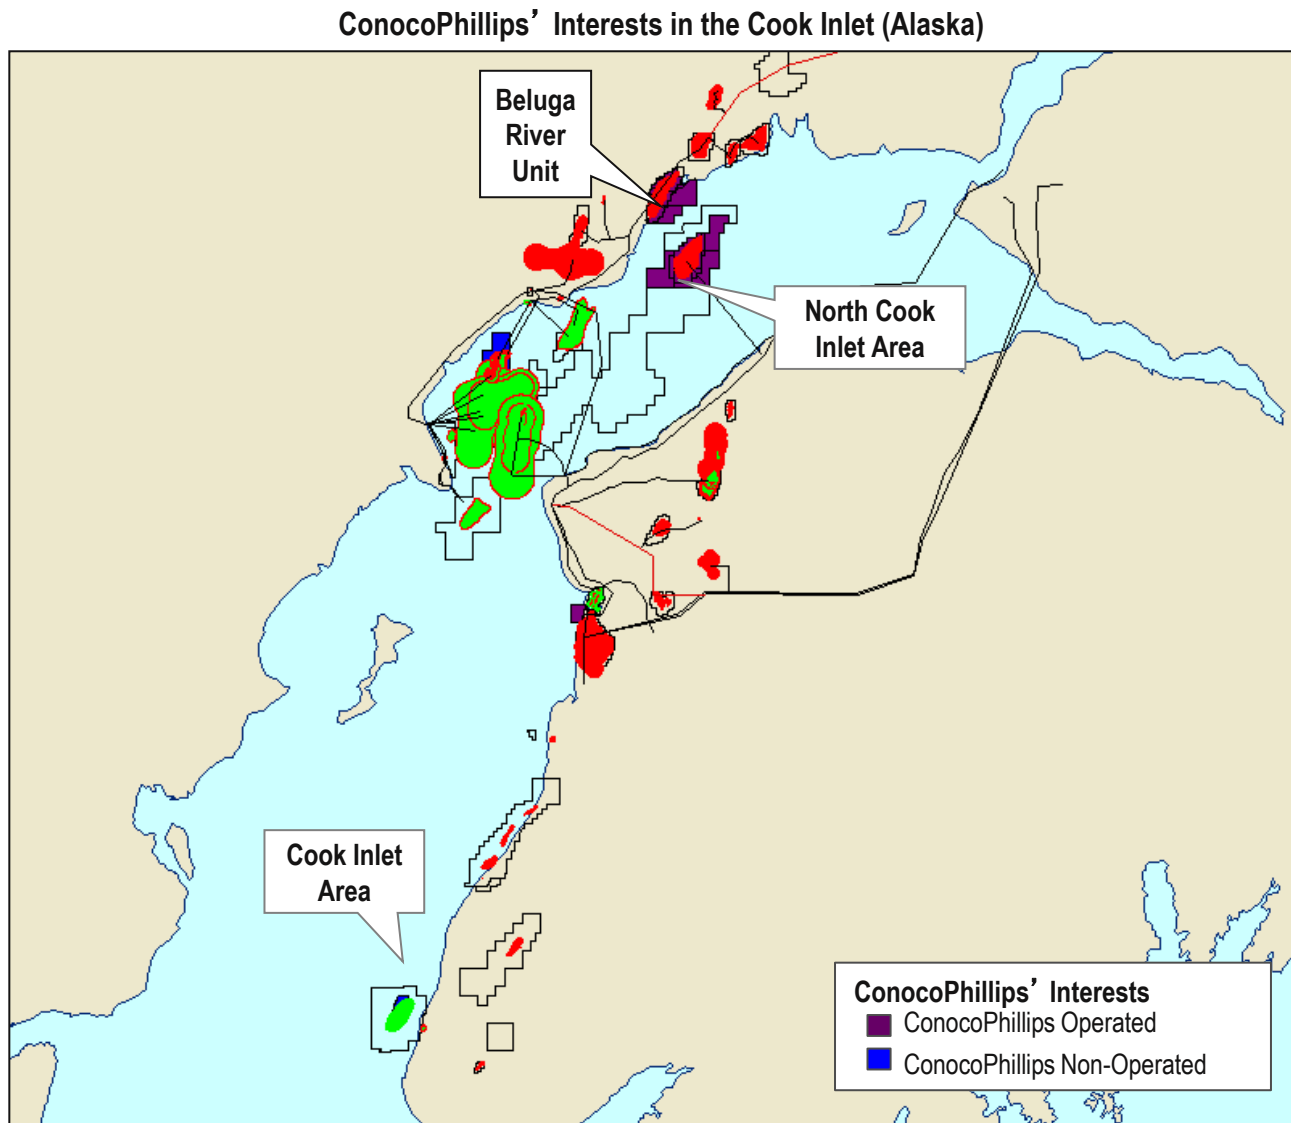 ConocoPhillips’ Interests in the Cook Inlet (Alaska)
Beluga
River
Unit
North Cook
Inlet Area
Cook Inlet
Area
ConocoPhillips’ Interests
ConocoPhillips Operated
ConocoPhillips Non-Operated